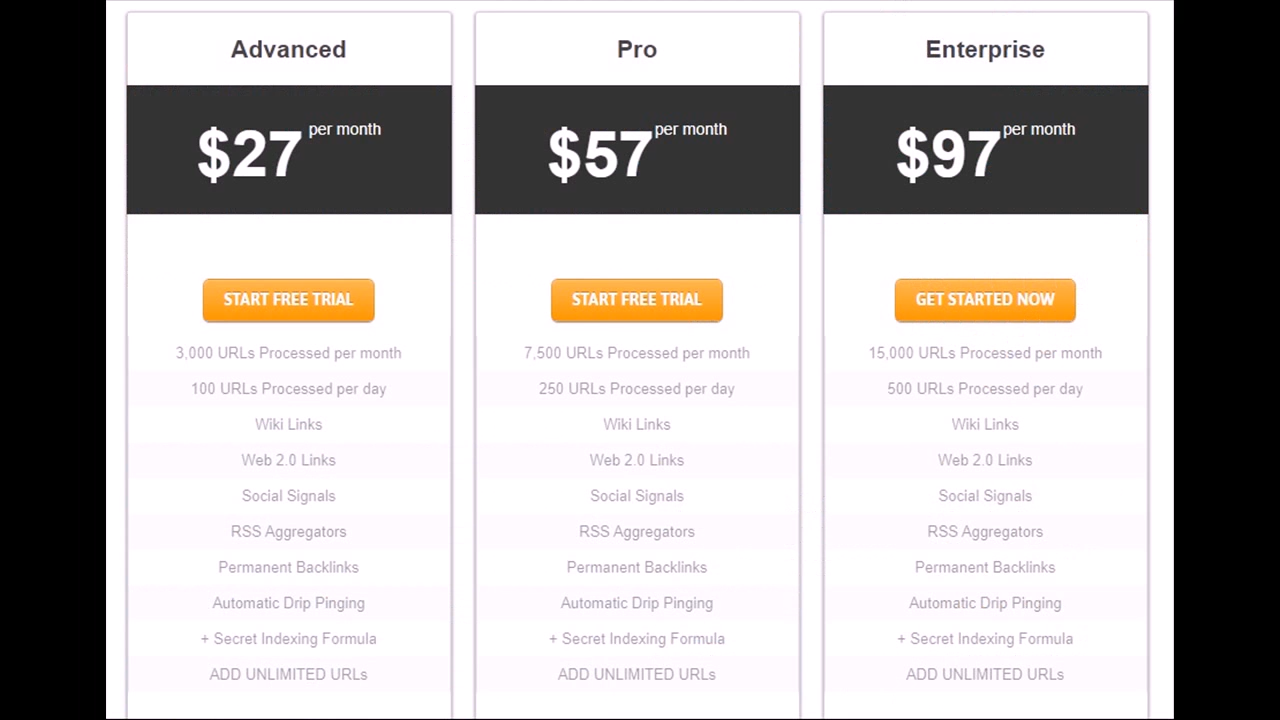 Advanced
$27 per month
START FREE TRIAL
3,000 URLs Processed per month
100 URLs Processed per day
Wiki Links
Web 2.0 Links
Social Signals
RSS Aggregators
Permanent Backlinks
Automatic Drip Pinging
+ Secret Indexing Formula
ADD UNLIMITED URLs
Pro
$57 per month
START FREE TRIAL
7,500 URLs Processed per month
250 URLs Processed per day
Wiki Links
Web 2.0 Links
Social Signals
RSS Aggregators
Permanent Backlinks
Automatic Drip Pinging
+ Secret Indexing Formula
ADD UNLIMITED URLs
Enterprise
$97 per month
GET STARTED NOW
15,000 URLs Processed per month
500 URLs Processed per day
Wiki Links
Web 2.0 Links
Social Signals
RSS Aggregators
Permanent Backlinks
Automatic Drip Pinging
+ Secret Indexing Formula
ADD UNLIMITED URLs